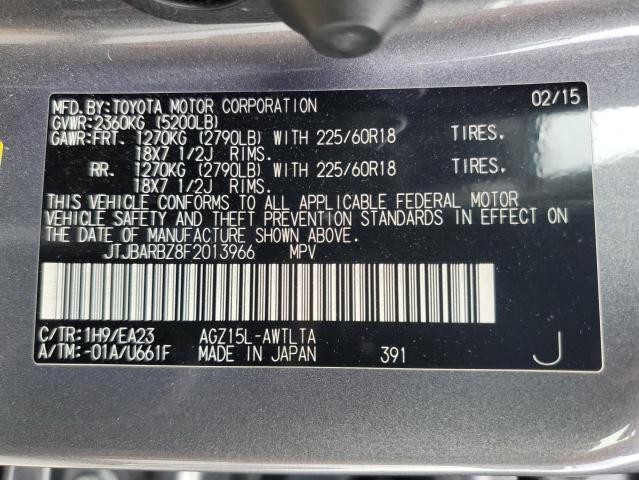 MFD. BY: TOYOTA MOTOR CORPORATION 02/15
GVWR: 2360KG (5200LB)
GAWR-FRT. 1270KG (2790LB) WITH 225/60R18 TIRES.
18X7 1/2J RIMS.
RR. 1270KG (2790LB) WITH 225/60R18 TIRES.
18X7 1/2J RIMS.
THIS VEHICLE CONFORMS TO ALL APPLICABLE FEDERAL MOTOR
VEHICLE SAFETY AND THEFT PREVENTION STANDARDS IN EFFECT ON
THE DATE OF MANUFACTURE SHOWN ABOVE.
JTJBARBZ8F2013966 MPV
C/TR: 1H9/EA23 AGZ15L-AWTLTA
A/TM: -01A/U661F MADE IN JAPAN 391 J